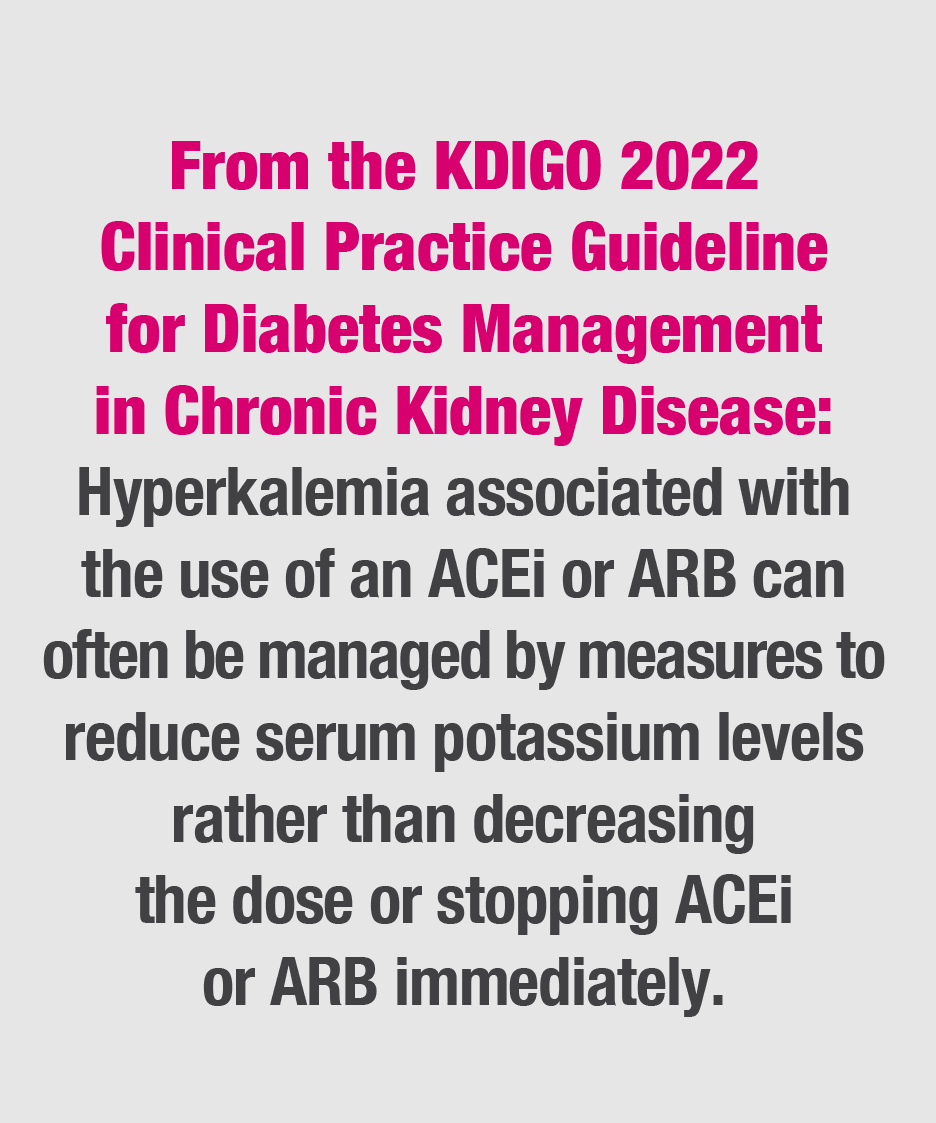 From the KDIGO 2022
Clinical Practice Guideline
for Diabetes Management
in Chronic Kidney Disease:
Hyperkalemia associated with
the use of an ACEi or ARB can
often be managed by measures to
reduce serum potassium levels
rather than decreasing
the dose or stopping ACEi
or ARB immediately.